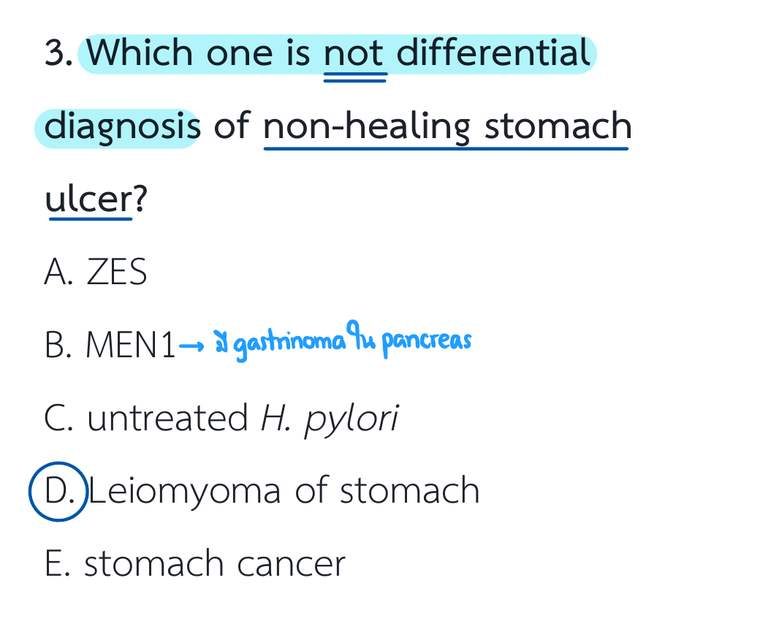 3. Which one is not differential
diagnosis of non-healing stomach
ulcer?
A. ZES
B. MEN1→ มี gastrinoma ใน pancreas
C. untreated H. pylori
D. Leiomyoma of stomach
E. stomach cancer